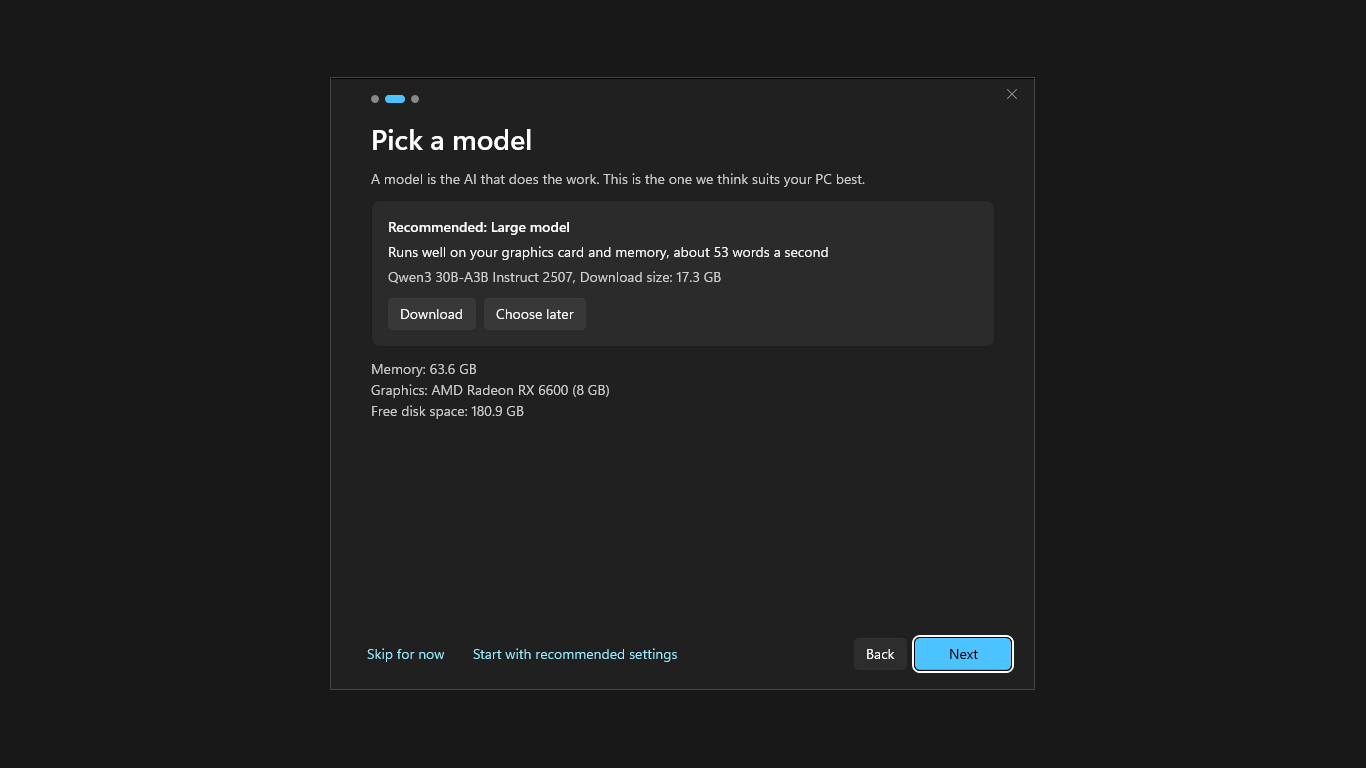 Pick a model
A model is the AI that does the work. This is the one we think suits your PC best.
Recommended: Large model
Runs well on your graphics card and memory, about 53 words a second
Qwen3 30B-A3B Instruct 2507, Download size: 17.3 GB
Download Choose later
Memory: 63.6 GB
Graphics: AMD Radeon RX 6600 (8 GB)
Free disk space: 180.9 GB
Skip for now Start with recommended settings Back Next